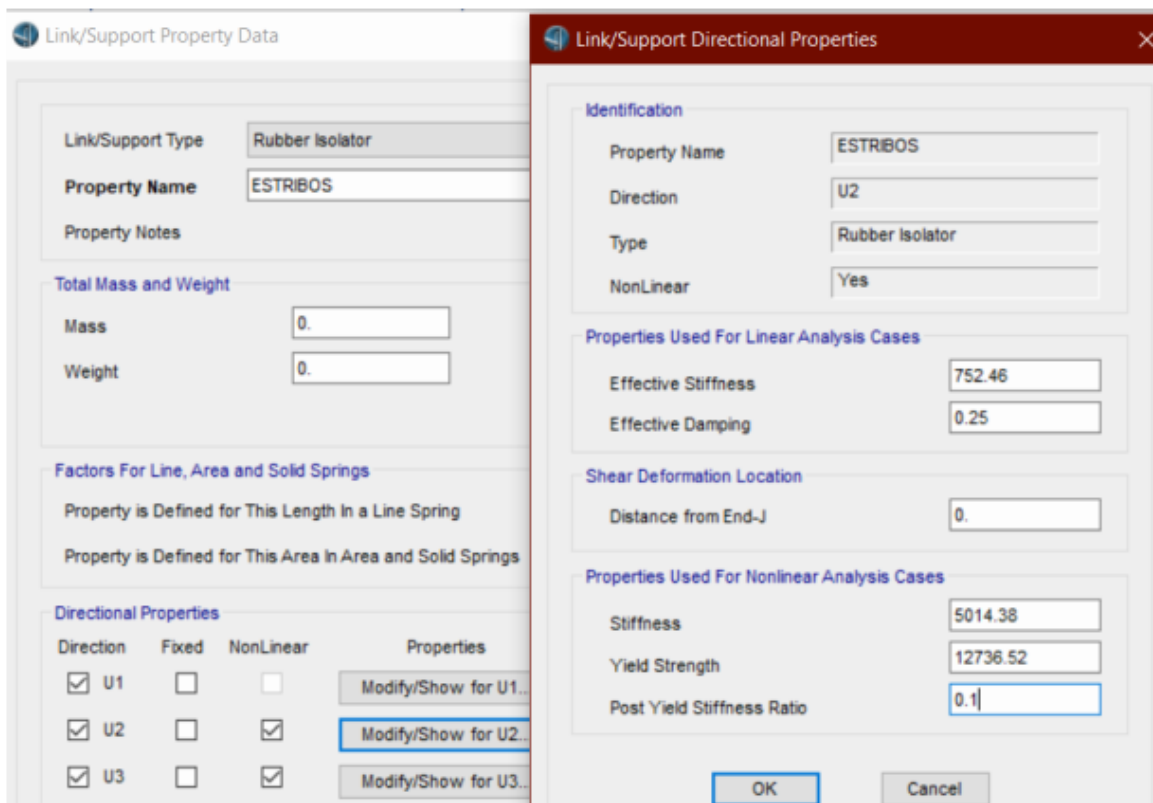 Link/Support Property Data
Link/Support Type Rubber Isolator
Property Name ESTRIBOS
Property Notes
Total Mass and Weight
Mass 0.
Weight 0.
Factors For Line, Area and Solid Springs
Property is Defined for This Length In a Line Spring
Property is Defined for This Area In Area and Solid Springs
Directional Properties
Direction Fixed NonLinear Properties
U1 Modify/Show for U1...
U2 Modify/Show for U2...
U3 Modify/Show for U3...
Link/Support Directional Properties
Identification
Property Name ESTRIBOS
Direction U2
Type Rubber Isolator
NonLinear Yes
Properties Used For Linear Analysis Cases
Effective Stiffness 752.46
Effective Damping 0.25
Shear Deformation Location
Distance from End-J 0.
Properties Used For Nonlinear Analysis Cases
Stiffness 5014.38
Yield Strength 12736.52
Post Yield Stiffness Ratio 0.1
OK Cancel